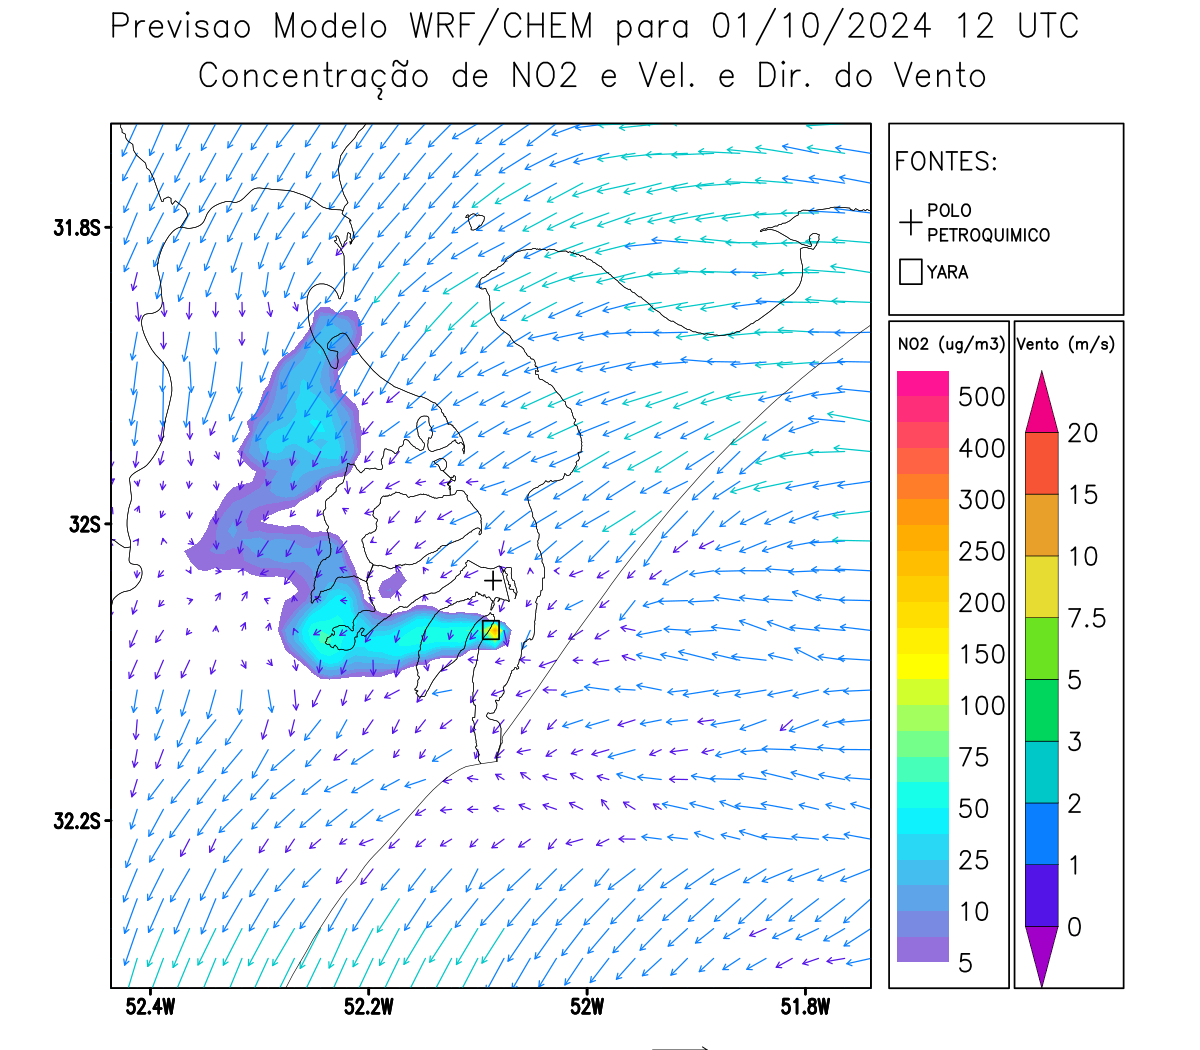 Previsao Modelo WRF/CHEM para 01/10/2024 12 UTC
Concentração de NO2 e Vel. e Dir. do Vento
FONTES:
POLO
PETROQUIMICO
YARA
NO2 (ug/m3)
500
400
300
250
200
150
100
75
50
25
10
5
Vento (m/s)
20
15
10
7.5
5
3
2
1
0
31.8S
32S
32.2S
52.4W
52.2W
52W
51.8W